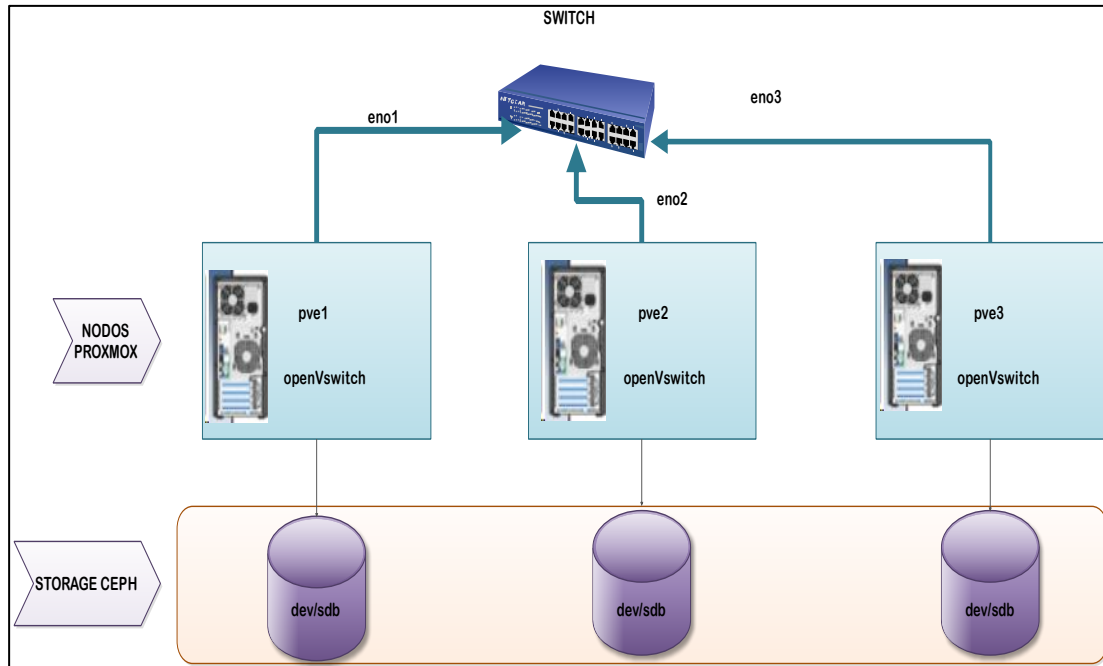 SWITCH
NETGEAR
eno1
eno3
eno2
NODOS
PROXMOX
pve1
openVswitch
pve2
openVswitch
pve3
openVswitch
STORAGE CEPH
dev/sdb
dev/sdb
dev/sdb